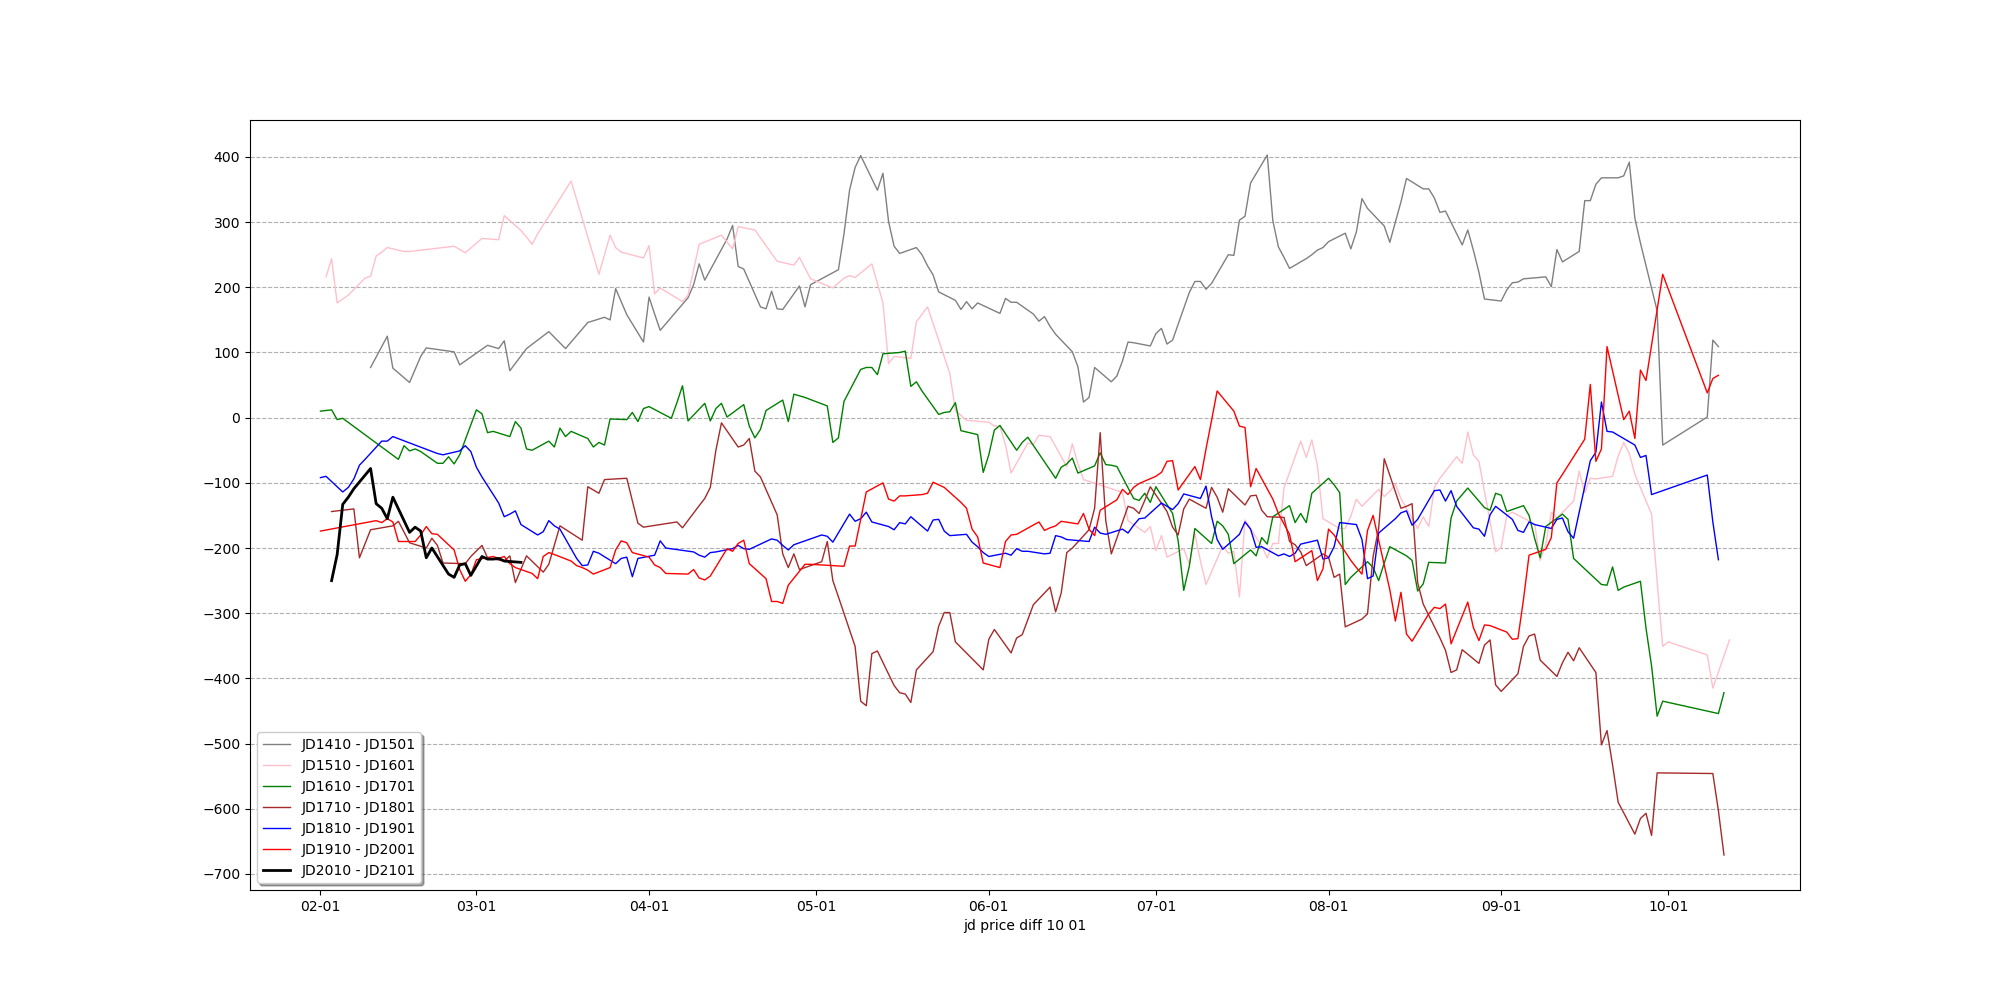 400
300
200
100
0
−100
−200
−300
−400
−500
−600
−700
JD1410 - JD1501
JD1510 - JD1601
JD1610 - JD1701
JD1710 - JD1801
JD1810 - JD1901
JD1910 - JD2001
JD2010 - JD2101
02-01 03-01 04-01 05-01 06-01 07-01 08-01 09-01 10-01
jd price diff 10 01